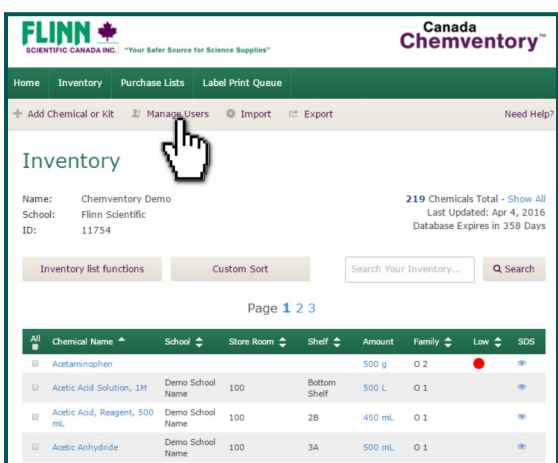 FLINN
SCIENTIFIC CANADA INC. "Your Safer Source for Science Supplies"
Canada
Chemventory™
Home Inventory Purchase Lists Label Print Queue
+ Add Chemical or Kit Manage Users Import Export Need Help?
Inventory
Name: Chemventory Demo
School: Flinn Scientific
ID: 11754
219 Chemicals Total - Show All
Last Updated: Apr 4, 2016
Database Expires in 358 Days
Inventory list functions Custom Sort Search Your Inventory... Search
Page 1 2 3
All Chemical Name School Store Room Shelf Amount Family Low SDS
Acetaminophen 500 g O 2
Acetic Acid Solution, 1M Demo School Name 100 Bottom Shelf 500 L O 1
Acetic Acid, Reagent, 500 mL Demo School Name 100 2B 450 mL O 1
Acetic Anhydride Demo School Name 100 3A 500 mL O 1